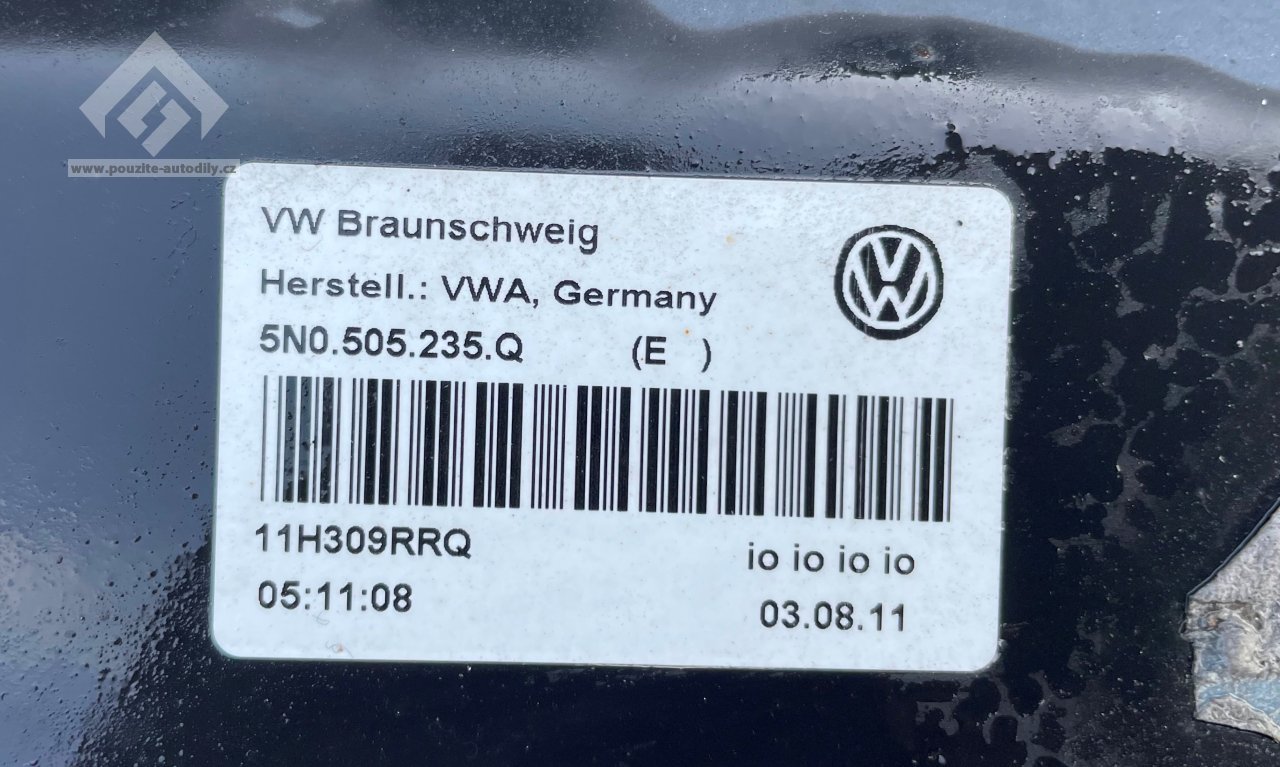 www.pouzite-autodily.cz
VW Braunschweig
Herstell.: VWA, Germany
5N0.505.235.Q (E )
11H309RRQ
io io io io
05:11:08
03.08.11